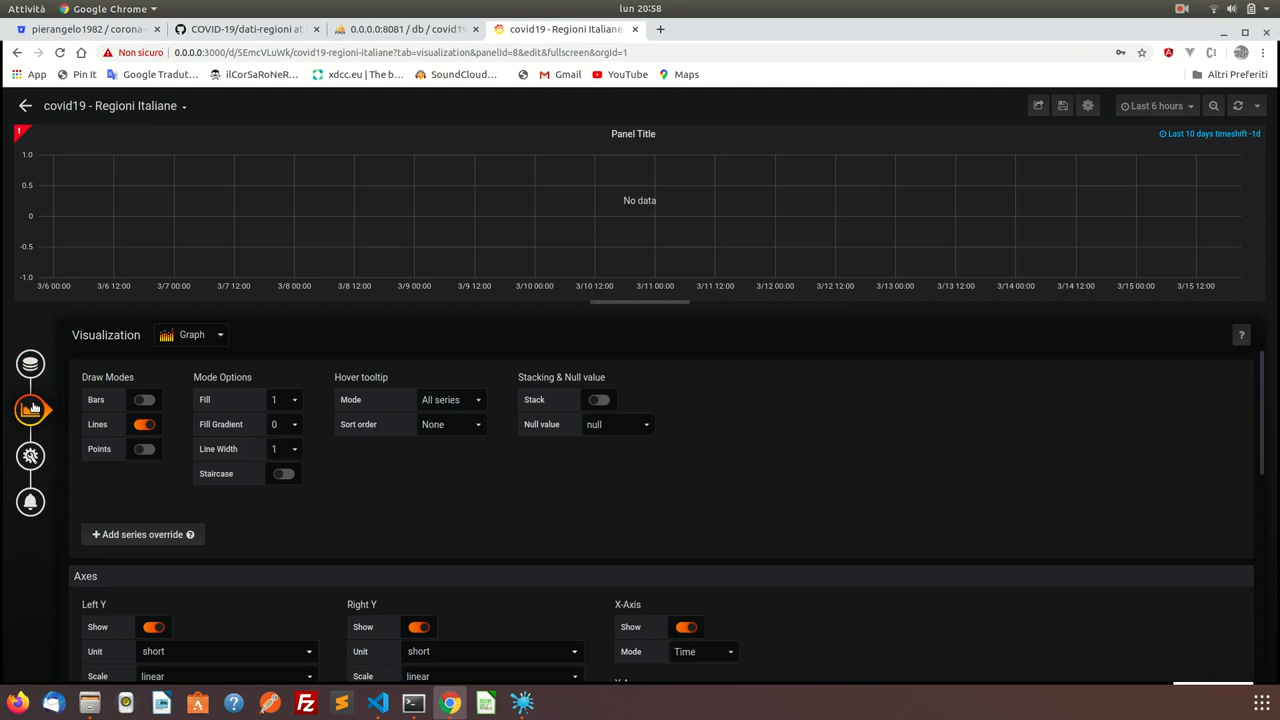 Attività
Google Chrome
lun 20:58
pierangelo1982 / corona-
COVID-19/dati-regioni at
0.0.0.0:8081 / db / covid19
covid19 - Regioni Italiane
Non sicuro
0.0.0.0:3000/d/5EmcVLuWk/covid19-regioni-italiane?tab=visualization&panelId=8&edit&fullscreen&orgId=1
App
Pin It
Google Tradut...
ilCorSaRoNeR...
xdcc.eu | The b...
SoundCloud...
Gmail
YouTube
Maps
Altri Preferiti
covid19 - Regioni Italiane
Last 6 hours
!
Panel Title
Last 10 days timeshift -1d
1.0
0.5
0
-0.5
-1.0
No data
3/6 00:00
3/6 12:00
3/7 00:00
3/7 12:00
3/8 00:00
3/8 12:00
3/9 00:00
3/9 12:00
3/10 00:00
3/10 12:00
3/11 00:00
3/11 12:00
3/12 00:00
3/12 12:00
3/13 00:00
3/13 12:00
3/14 00:00
3/14 12:00
3/15 00:00
3/15 12:00
Visualization
Graph
?
Draw Modes
Bars
Lines
Points
Mode Options
Fill 1
Fill Gradient 0
Line Width 1
Staircase
Hover tooltip
Mode All series
Sort order None
Stacking & Null value
Stack
Null value null
+ Add series override
Axes
Left Y
Show
Unit short
Scale linear
Right Y
Show
Unit short
Scale linear
X-Axis
Show
Mode Time